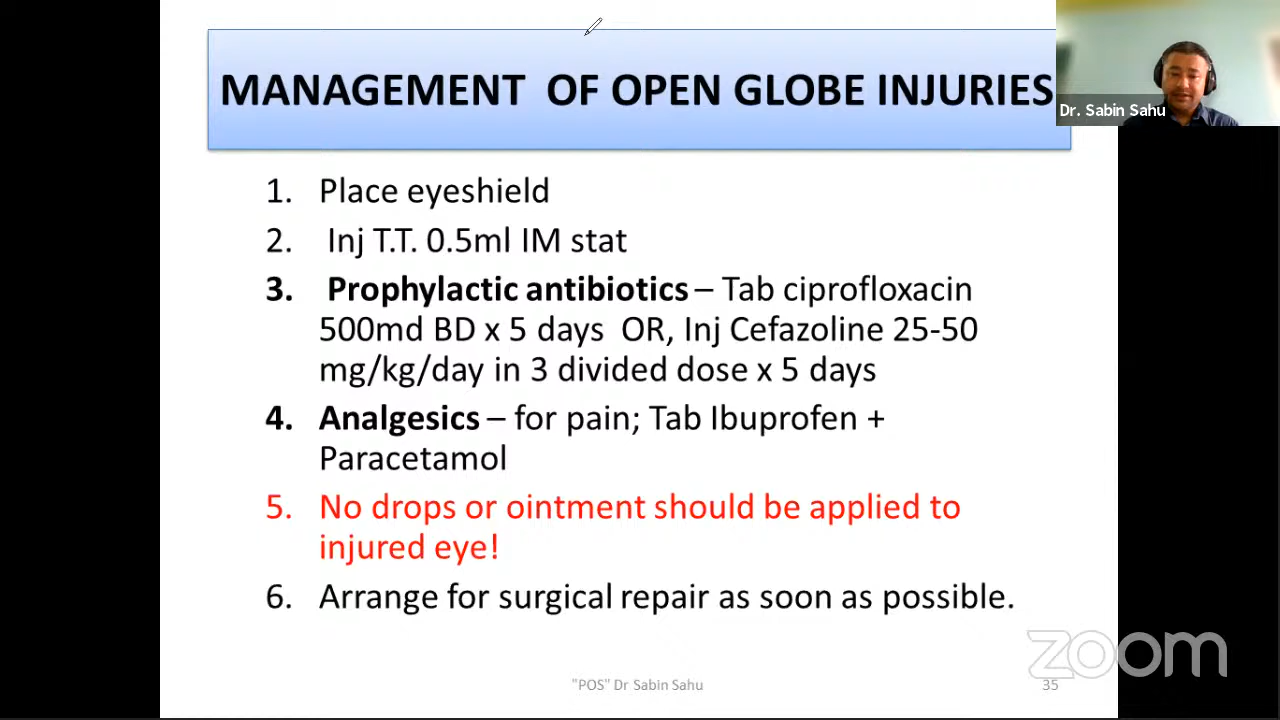 MANAGEMENT OF OPEN GLOBE INJURIES
Dr. Sabin Sahu
1. Place eyeshield
2. Inj T.T. 0.5ml IM stat
3. Prophylactic antibiotics – Tab ciprofloxacin
500md BD x 5 days OR, Inj Cefazoline 25-50
mg/kg/day in 3 divided dose x 5 days
4. Analgesics – for pain; Tab Ibuprofen +
Paracetamol
5. No drops or ointment should be applied to
injured eye!
6. Arrange for surgical repair as soon as possible.
zoom
"POS" Dr Sabin Sahu
35